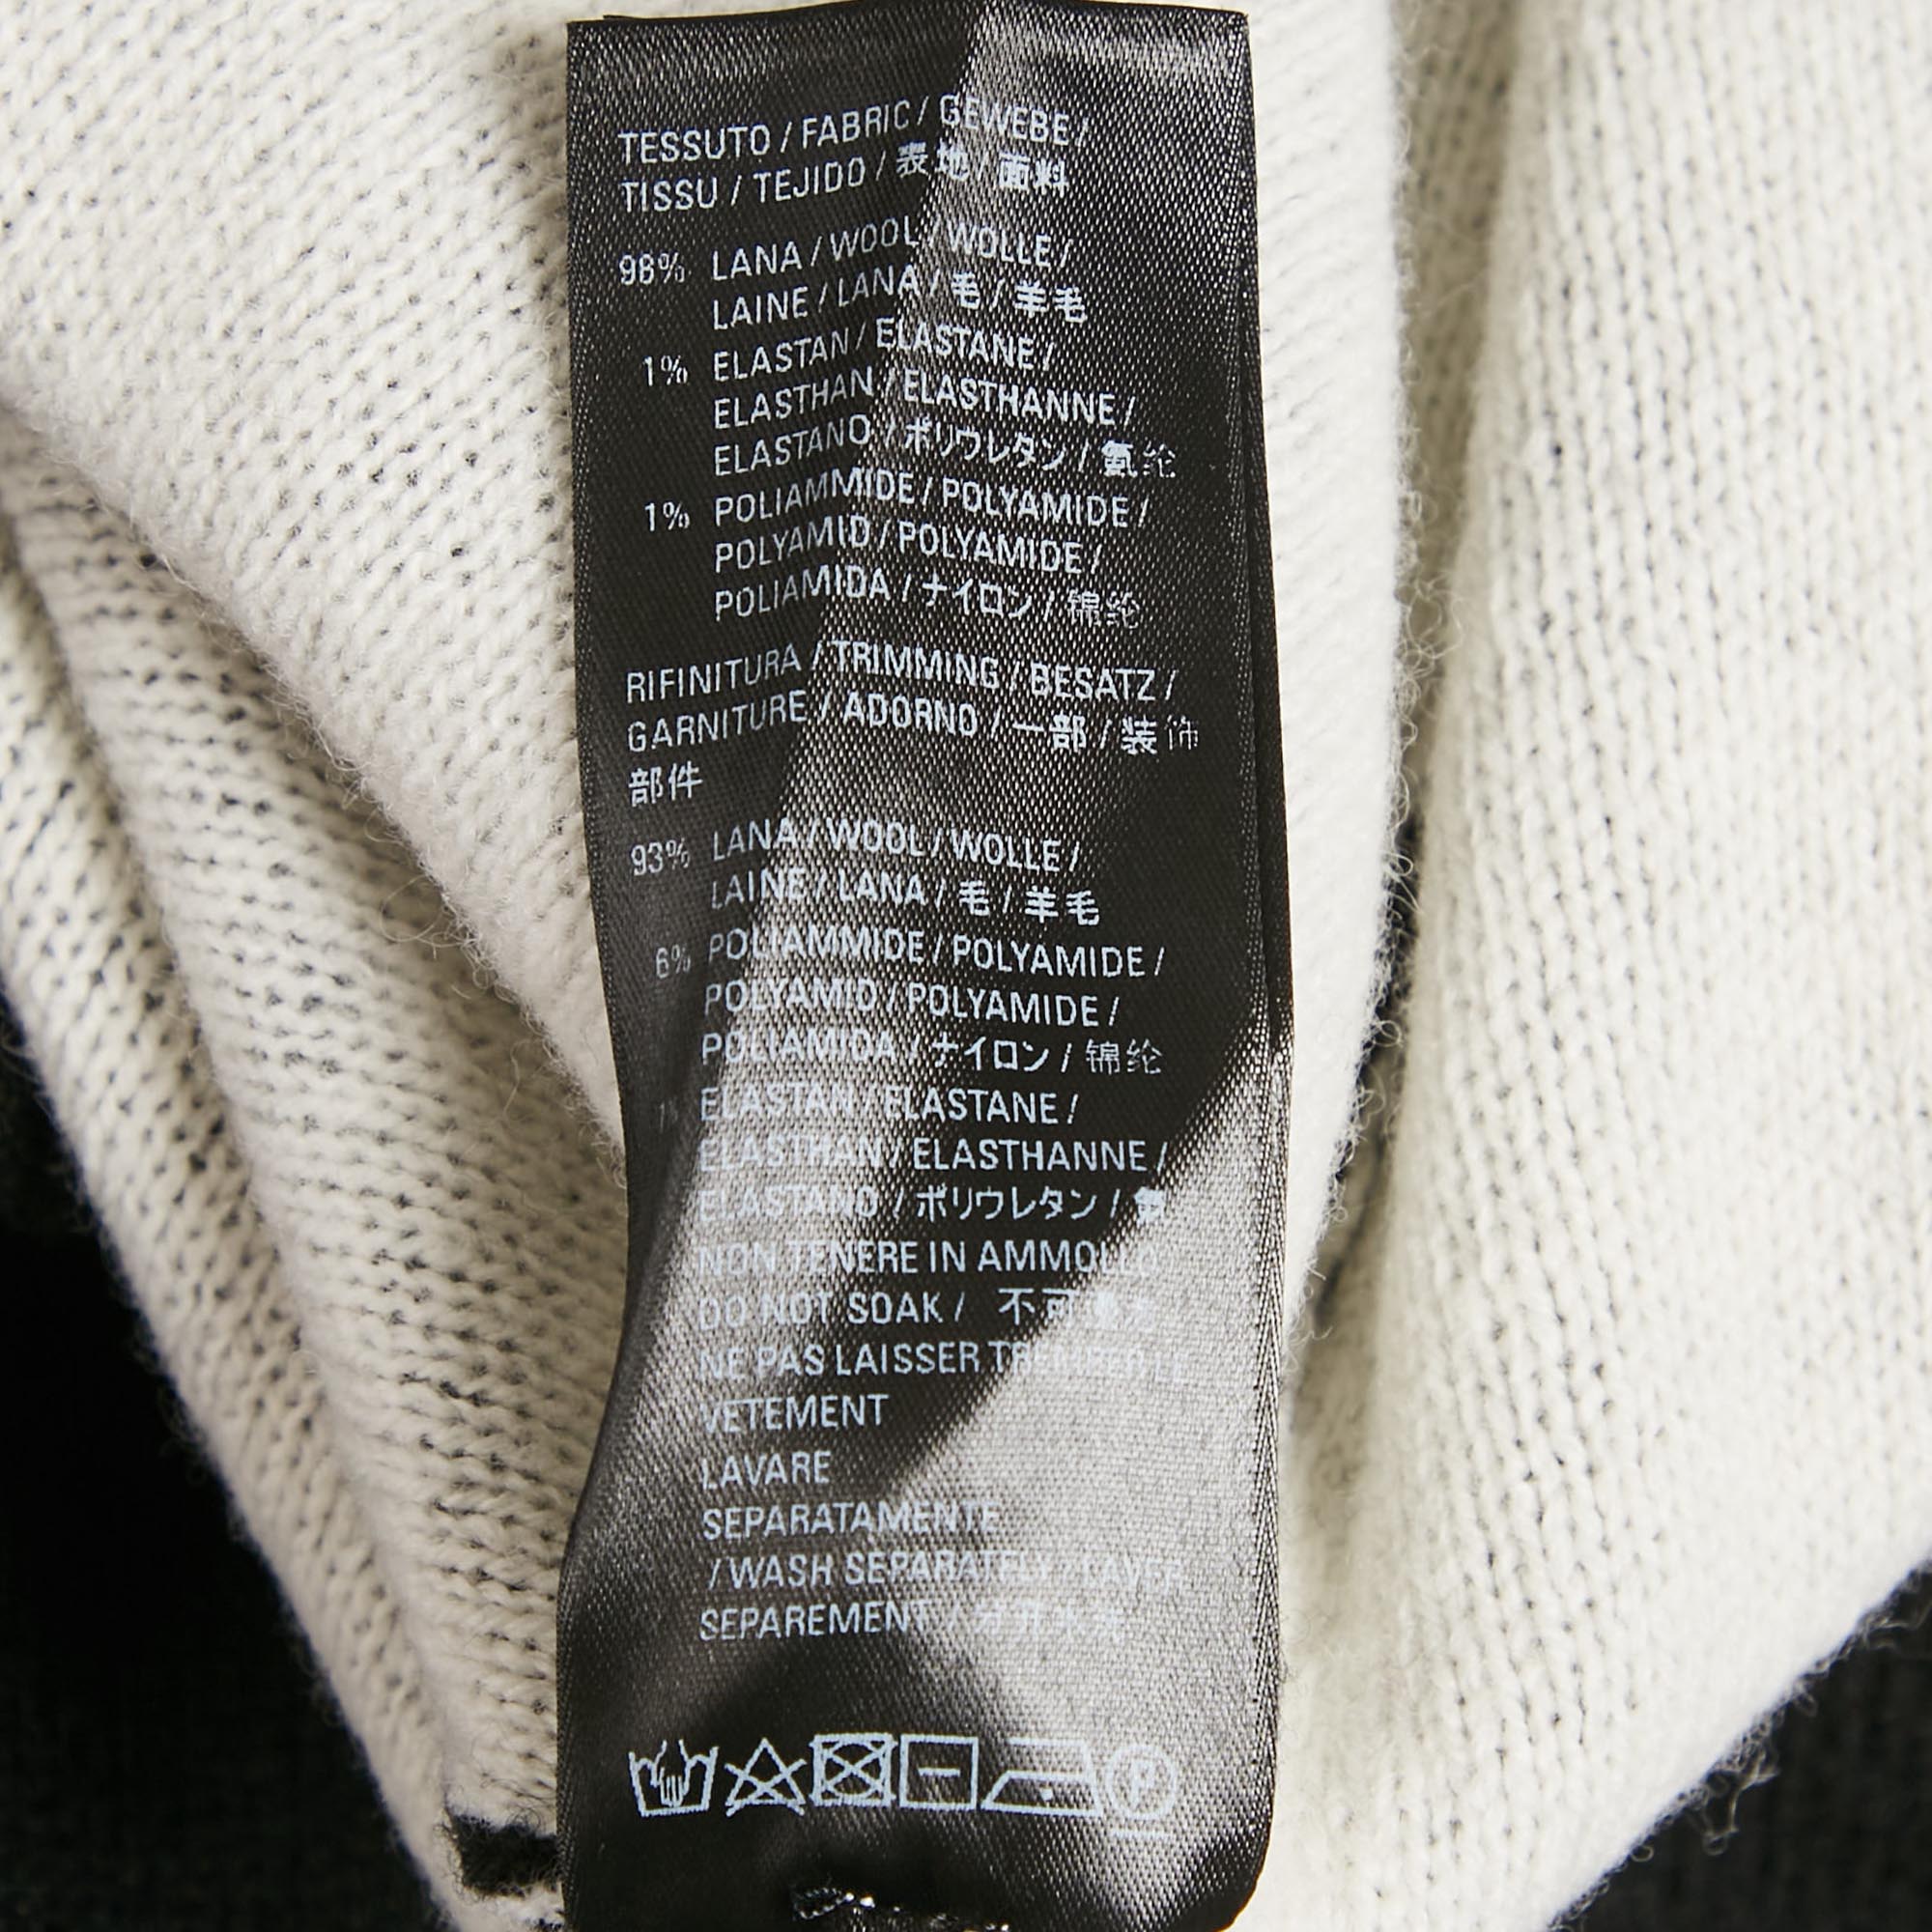 TESSUTO / FABRIC / GEWEBE /
TISSU / TEJIDO / 表地 / 面料
98% LANA / WOOL / WOLLE /
LAINE / LANA / 毛 / 羊毛
1% ELASTAN / ELASTANE /
ELASTHAN / ELASTHANNE /
ELASTANO / ポリウレタン / 氨纶
1% POLIAMMIDE / POLYAMIDE /
POLYAMID / POLYAMIDE /
POLIAMIDA / ナイロン / 锦纶
RIFINITURA / TRIMMING / BESATZ /
GARNITURE / ADORNO / 一部 / 装饰
部件
93% LANA / WOOL / WOLLE /
LAINE / LANA / 毛 / 羊毛
6% POLIAMMIDE / POLYAMIDE /
POLYAMID / POLYAMIDE /
POLIAMIDA / ナイロン / 锦纶
ELASTAN / ELASTANE /
ELASTHAN / ELASTHANNE /
ELASTANO / ポリウレタン /
NON TENERE IN AMMOLLO
DO NOT SOAK / 不可
NE PAS LAISSER TREMPER LE
VETEMENT
LAVARE
SEPARATAMENTE
/ WASH SEPARATELY / LAVER
SEPAREMENT /
P